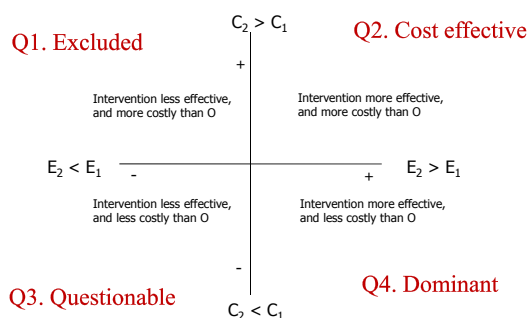 C₂ > C₁
Q1. Excluded
Q2. Cost effective
+
Intervention less effective,
and more costly than O
Intervention more effective,
and more costly than O
E₂ < E₁
-
+
E₂ > E₁
Intervention less effective,
and less costly than O
Intervention more effective,
and less costly than O
-
Q3. Questionable
Q4. Dominant
C₂ < C₁